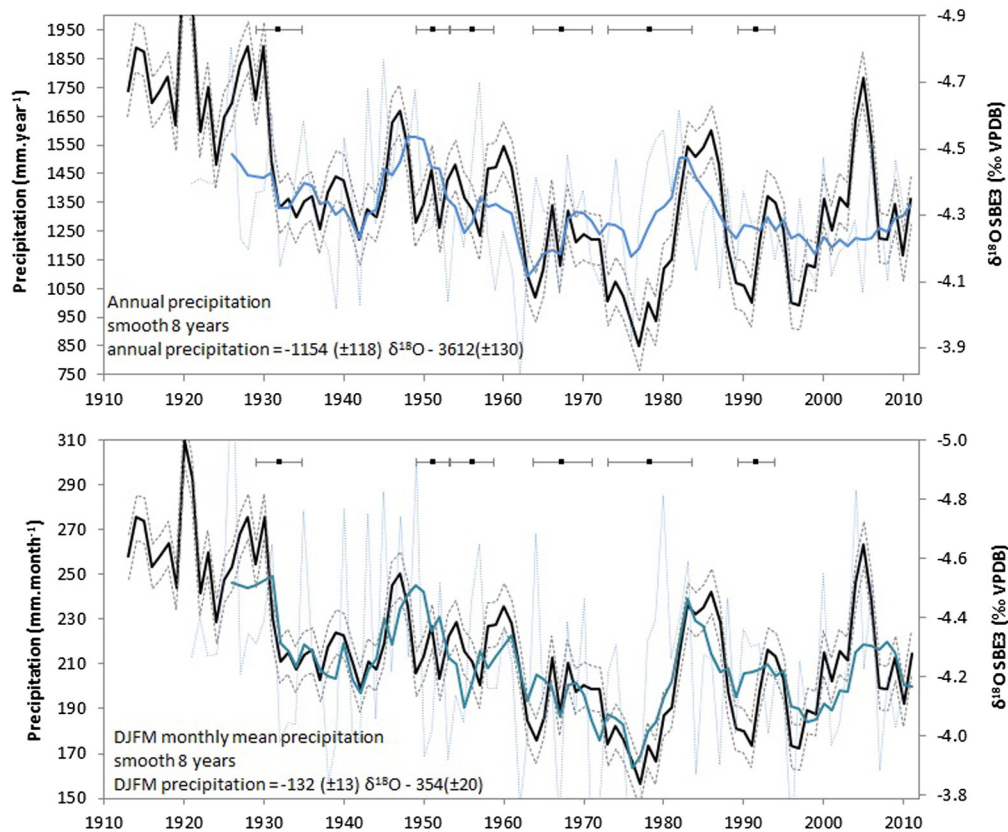 1950
1850
1750
1650
1550
1450
1350
1250
1150
1050
950
850
750
Precipitation (mm.year⁻¹)
-4.9
-4.7
-4.5
-4.3
-4.1
-3.9
δ¹⁸O SBE3 (‰ VPDB)
Annual precipitation
smooth 8 years
annual precipitation = -1154 (±118) δ¹⁸O - 3612(±130)
1910 1920 1930 1940 1950 1960 1970 1980 1990 2000 2010
310
290
270
250
230
210
190
170
150
Precipitation (mm.month⁻¹)
-5.0
-4.8
-4.6
-4.4
-4.2
-4.0
-3.8
δ¹⁸O SBE3 (‰ VPDB)
DJFM monthly mean precipitation
smooth 8 years
DJFM precipitation = -132 (±13) δ¹⁸O - 354(±20)
1910 1920 1930 1940 1950 1960 1970 1980 1990 2000 2010